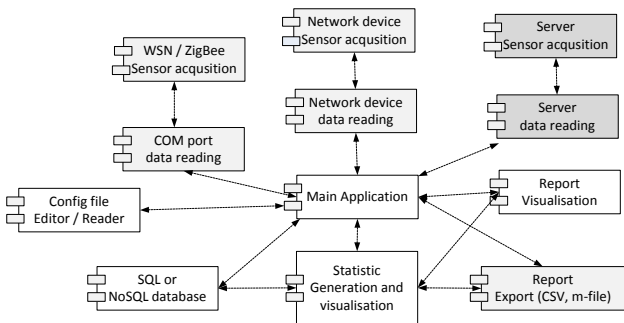 WSN / ZigBee
Sensor acqusition
Network device
Sensor acqusition
Server
Sensor acqusition
COM port
data reading
Network device
data reading
Server
data reading
Config file
Editor / Reader
Main Application
Report
Visualisation
SQL or
NoSQL database
Statistic
Generation and
visualisation
Report
Export (CSV, m-file)